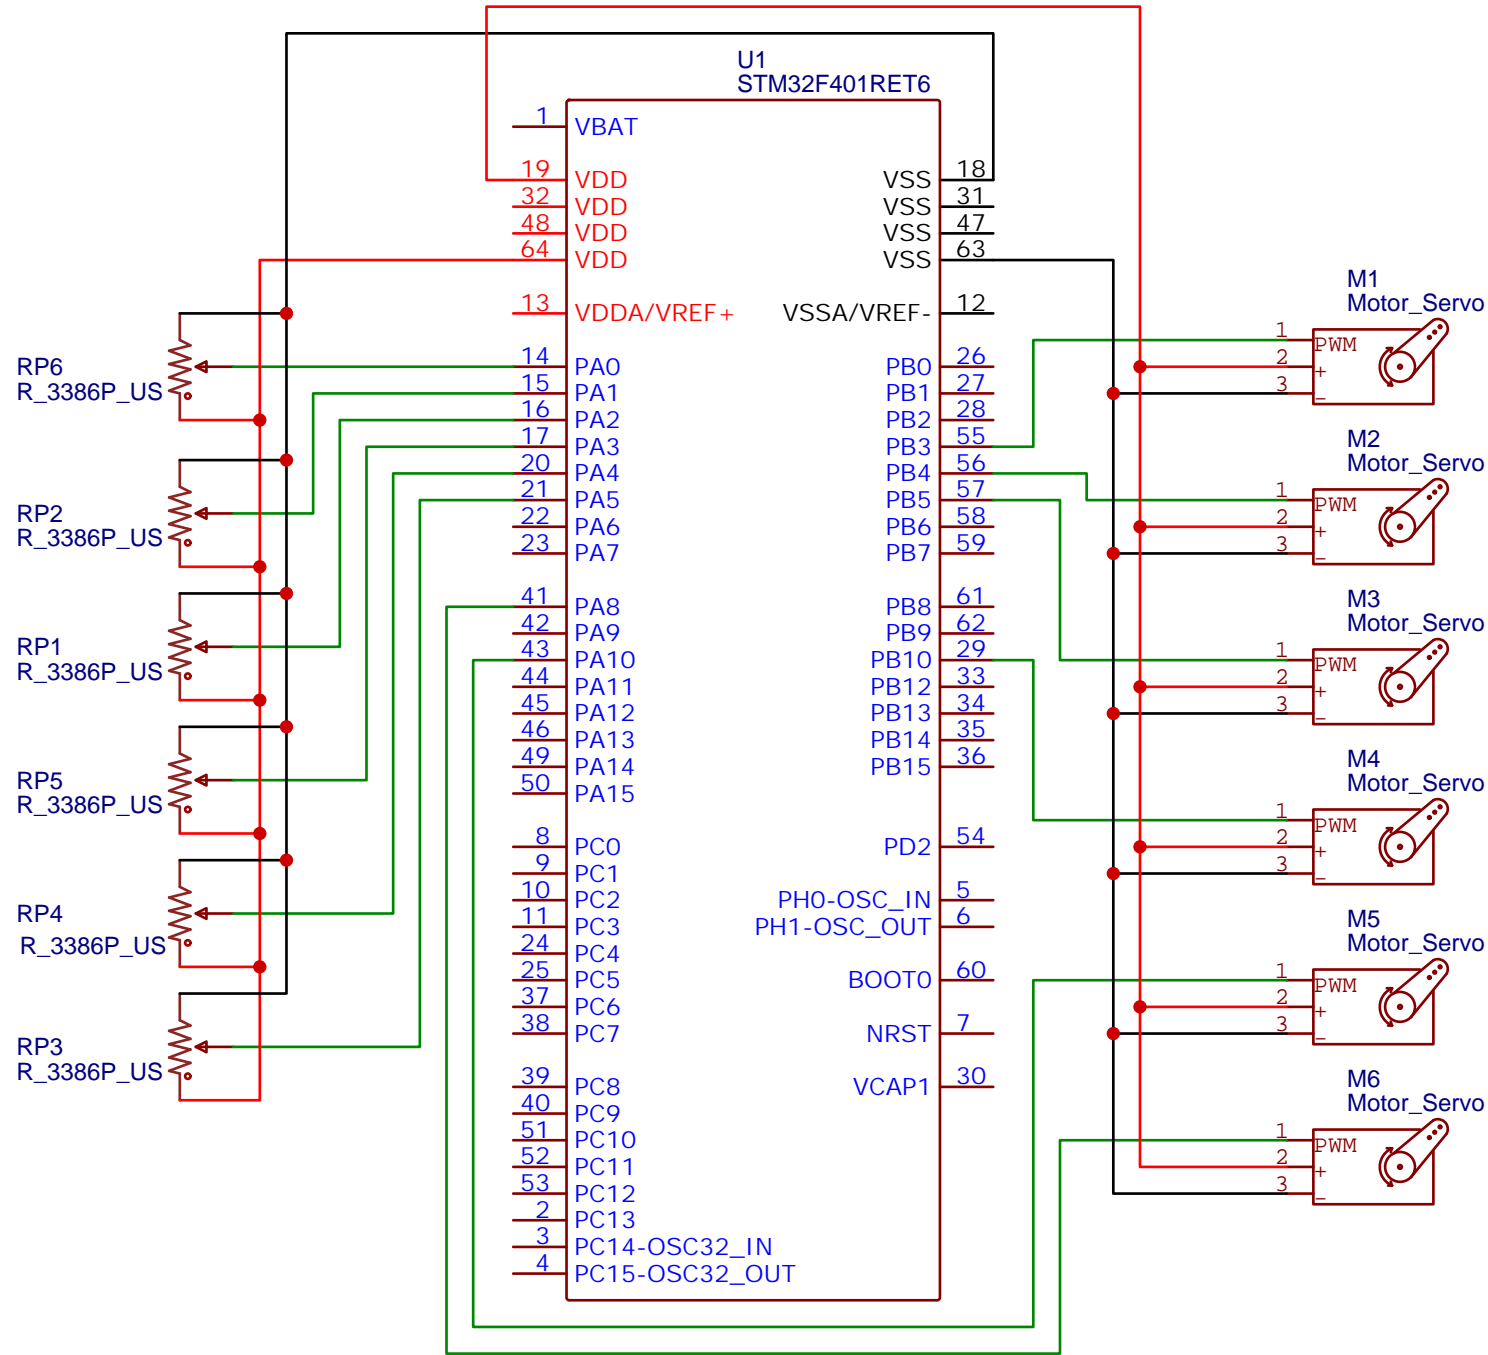 U1
STM32F401RET6
1 VBAT
19 VDD
32 VDD
48 VDD
64 VDD
13 VDDA/VREF+
14 PA0
15 PA1
16 PA2
17 PA3
20 PA4
21 PA5
22 PA6
23 PA7
41 PA8
42 PA9
43 PA10
44 PA11
45 PA12
46 PA13
49 PA14
50 PA15
8 PC0
9 PC1
10 PC2
11 PC3
24 PC4
25 PC5
37 PC6
38 PC7
39 PC8
40 PC9
51 PC10
52 PC11
53 PC12
2 PC13
3 PC14-OSC32_IN
4 PC15-OSC32_OUT
VSS 18
VSS 31
VSS 47
VSS 63
VSSA/VREF- 12
PB0 26
PB1 27
PB2 28
PB3 55
PB4 56
PB5 57
PB6 58
PB7 59
PB8 61
PB9 62
PB10 29
PB12 33
PB13 34
PB14 35
PB15 36
PD2 54
PH0-OSC_IN 5
PH1-OSC_OUT 6
BOOT0 60
NRST 7
VCAP1 30
RP6
R_3386P_US
RP2
R_3386P_US
RP1
R_3386P_US
RP5
R_3386P_US
RP4
R_3386P_US
RP3
R_3386P_US
M1
Motor_Servo
1 PWM
2 +
3 -
M2
Motor_Servo
1 PWM
2 +
3 -
M3
Motor_Servo
1 PWM
2 +
3 -
M4
Motor_Servo
1 PWM
2 +
3 -
M5
Motor_Servo
1 PWM
2 +
3 -
M6
Motor_Servo
1 PWM
2 +
3 -